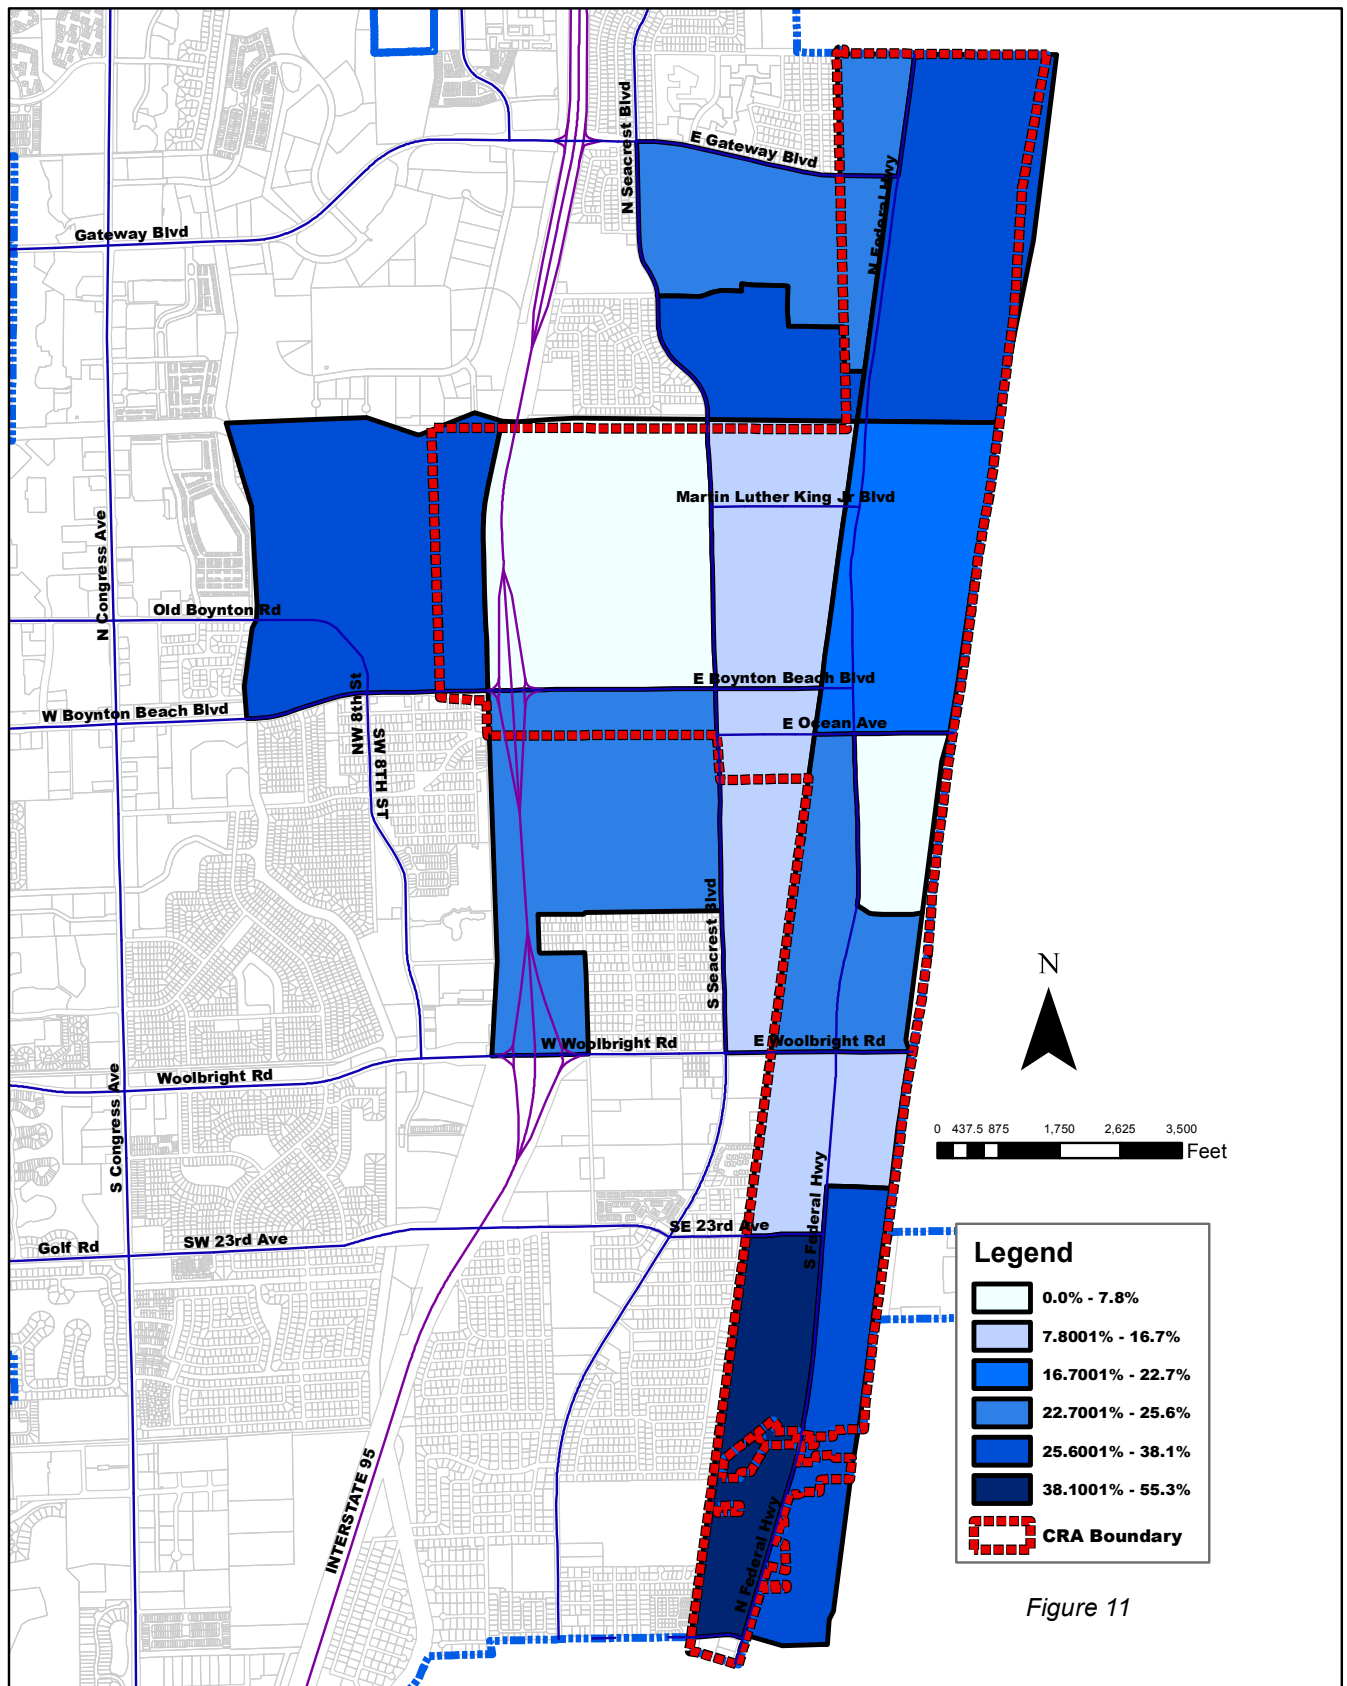 N Seacrest Blvd
E Gateway Blvd
N Federal Hwy
Gateway Blvd
Martin Luther King Jr Blvd
N Congress Ave
Old Boynton Rd
E Boynton Beach Blvd
NW 8th St
W Boynton Beach Blvd
E Ocean Ave
SW 8TH ST
S Seacrest Blvd
N
W Woolbright Rd
E Woolbright Rd
Woolbright Rd
S Congress Ave
0 437.5 875 1,750 2,625 3,500
Feet
S Federal Hwy
SE 23rd Ave
SW 23rd Ave
Golf Rd
Legend
0.0% - 7.8%
7.8001% - 16.7%
16.7001% - 22.7%
22.7001% - 25.6%
25.6001% - 38.1%
38.1001% - 55.3%
CRA Boundary
INTERSTATE 95
N Federal Hwy
Figure 11